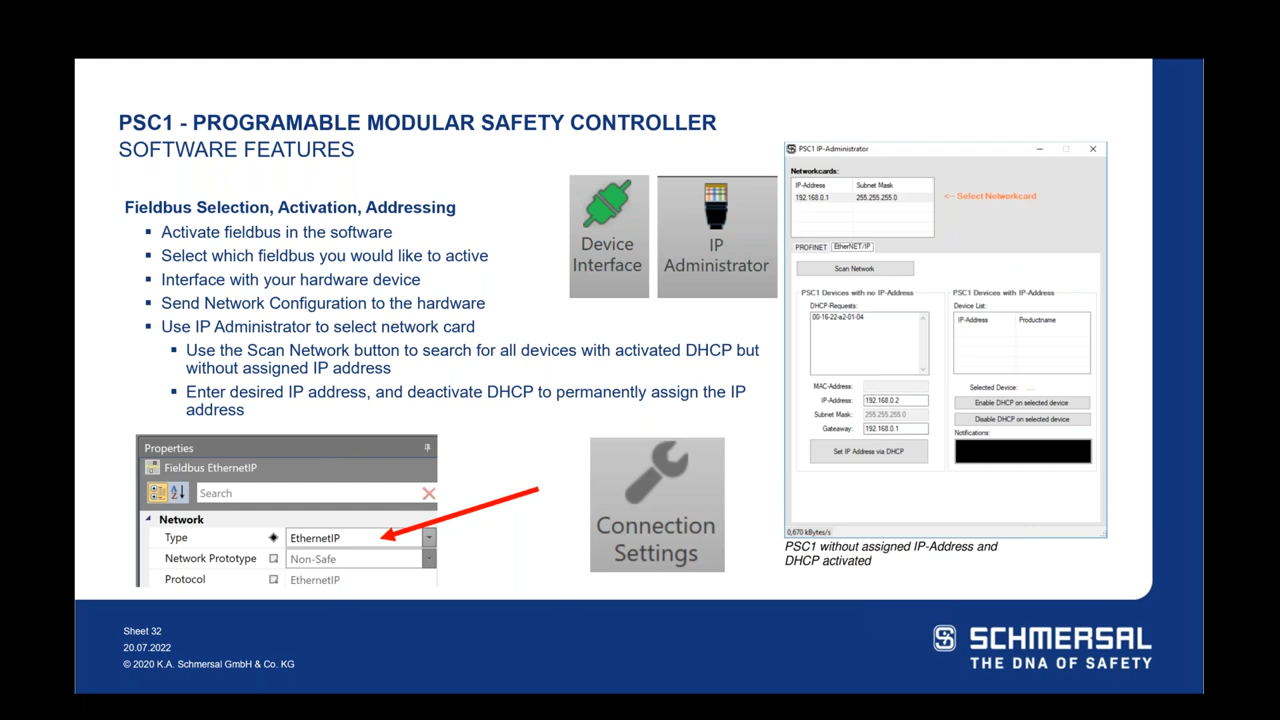 PSC1 - PROGRAMABLE MODULAR SAFETY CONTROLLER
SOFTWARE FEATURES
Fieldbus Selection, Activation, Addressing
Activate fieldbus in the software
Select which fieldbus you would like to active
Interface with your hardware device
Send Network Configuration to the hardware
Use IP Administrator to select network card
Use the Scan Network button to search for all devices with activated DHCP but
without assigned IP address
Enter desired IP address, and deactivate DHCP to permanently assign the IP
address
Device
Interface
IP
Administrator
Properties
Fieldbus EthernetIP
Search
Network
Type EthernetIP
Network Prototype Non-Safe
Protocol EthernetIP
Connection
Settings
PSC1 IP-Administrator
Networkcards:
IP-Address Subnet Mask
192.168.0.1 255.255.255.0
<-- Select Networkcard
PROFINET EtherNET/IP
Scan Network
PSC1 Devices with no IP-Address
DHCP-Requests:
00-16-22-a2-01-04
MAC-Address:
IP-Address: 192.168.0.2
Subnet Mask: 255.255.255.0
Gateaway: 192.168.0.1
Set IP Address via DHCP
PSC1 Devices with IP-Address
Device List:
IP-Address Productname
Selected Device: ....
Enable DHCP on selected device
Disable DHCP on selected device
Notifications:
0,670 kBytes/s
PSC1 without assigned IP-Address and
DHCP activated
Sheet 32
20.07.2022
© 2020 K.A. Schmersal GmbH & Co. KG
SCHMERSAL
THE DNA OF SAFETY